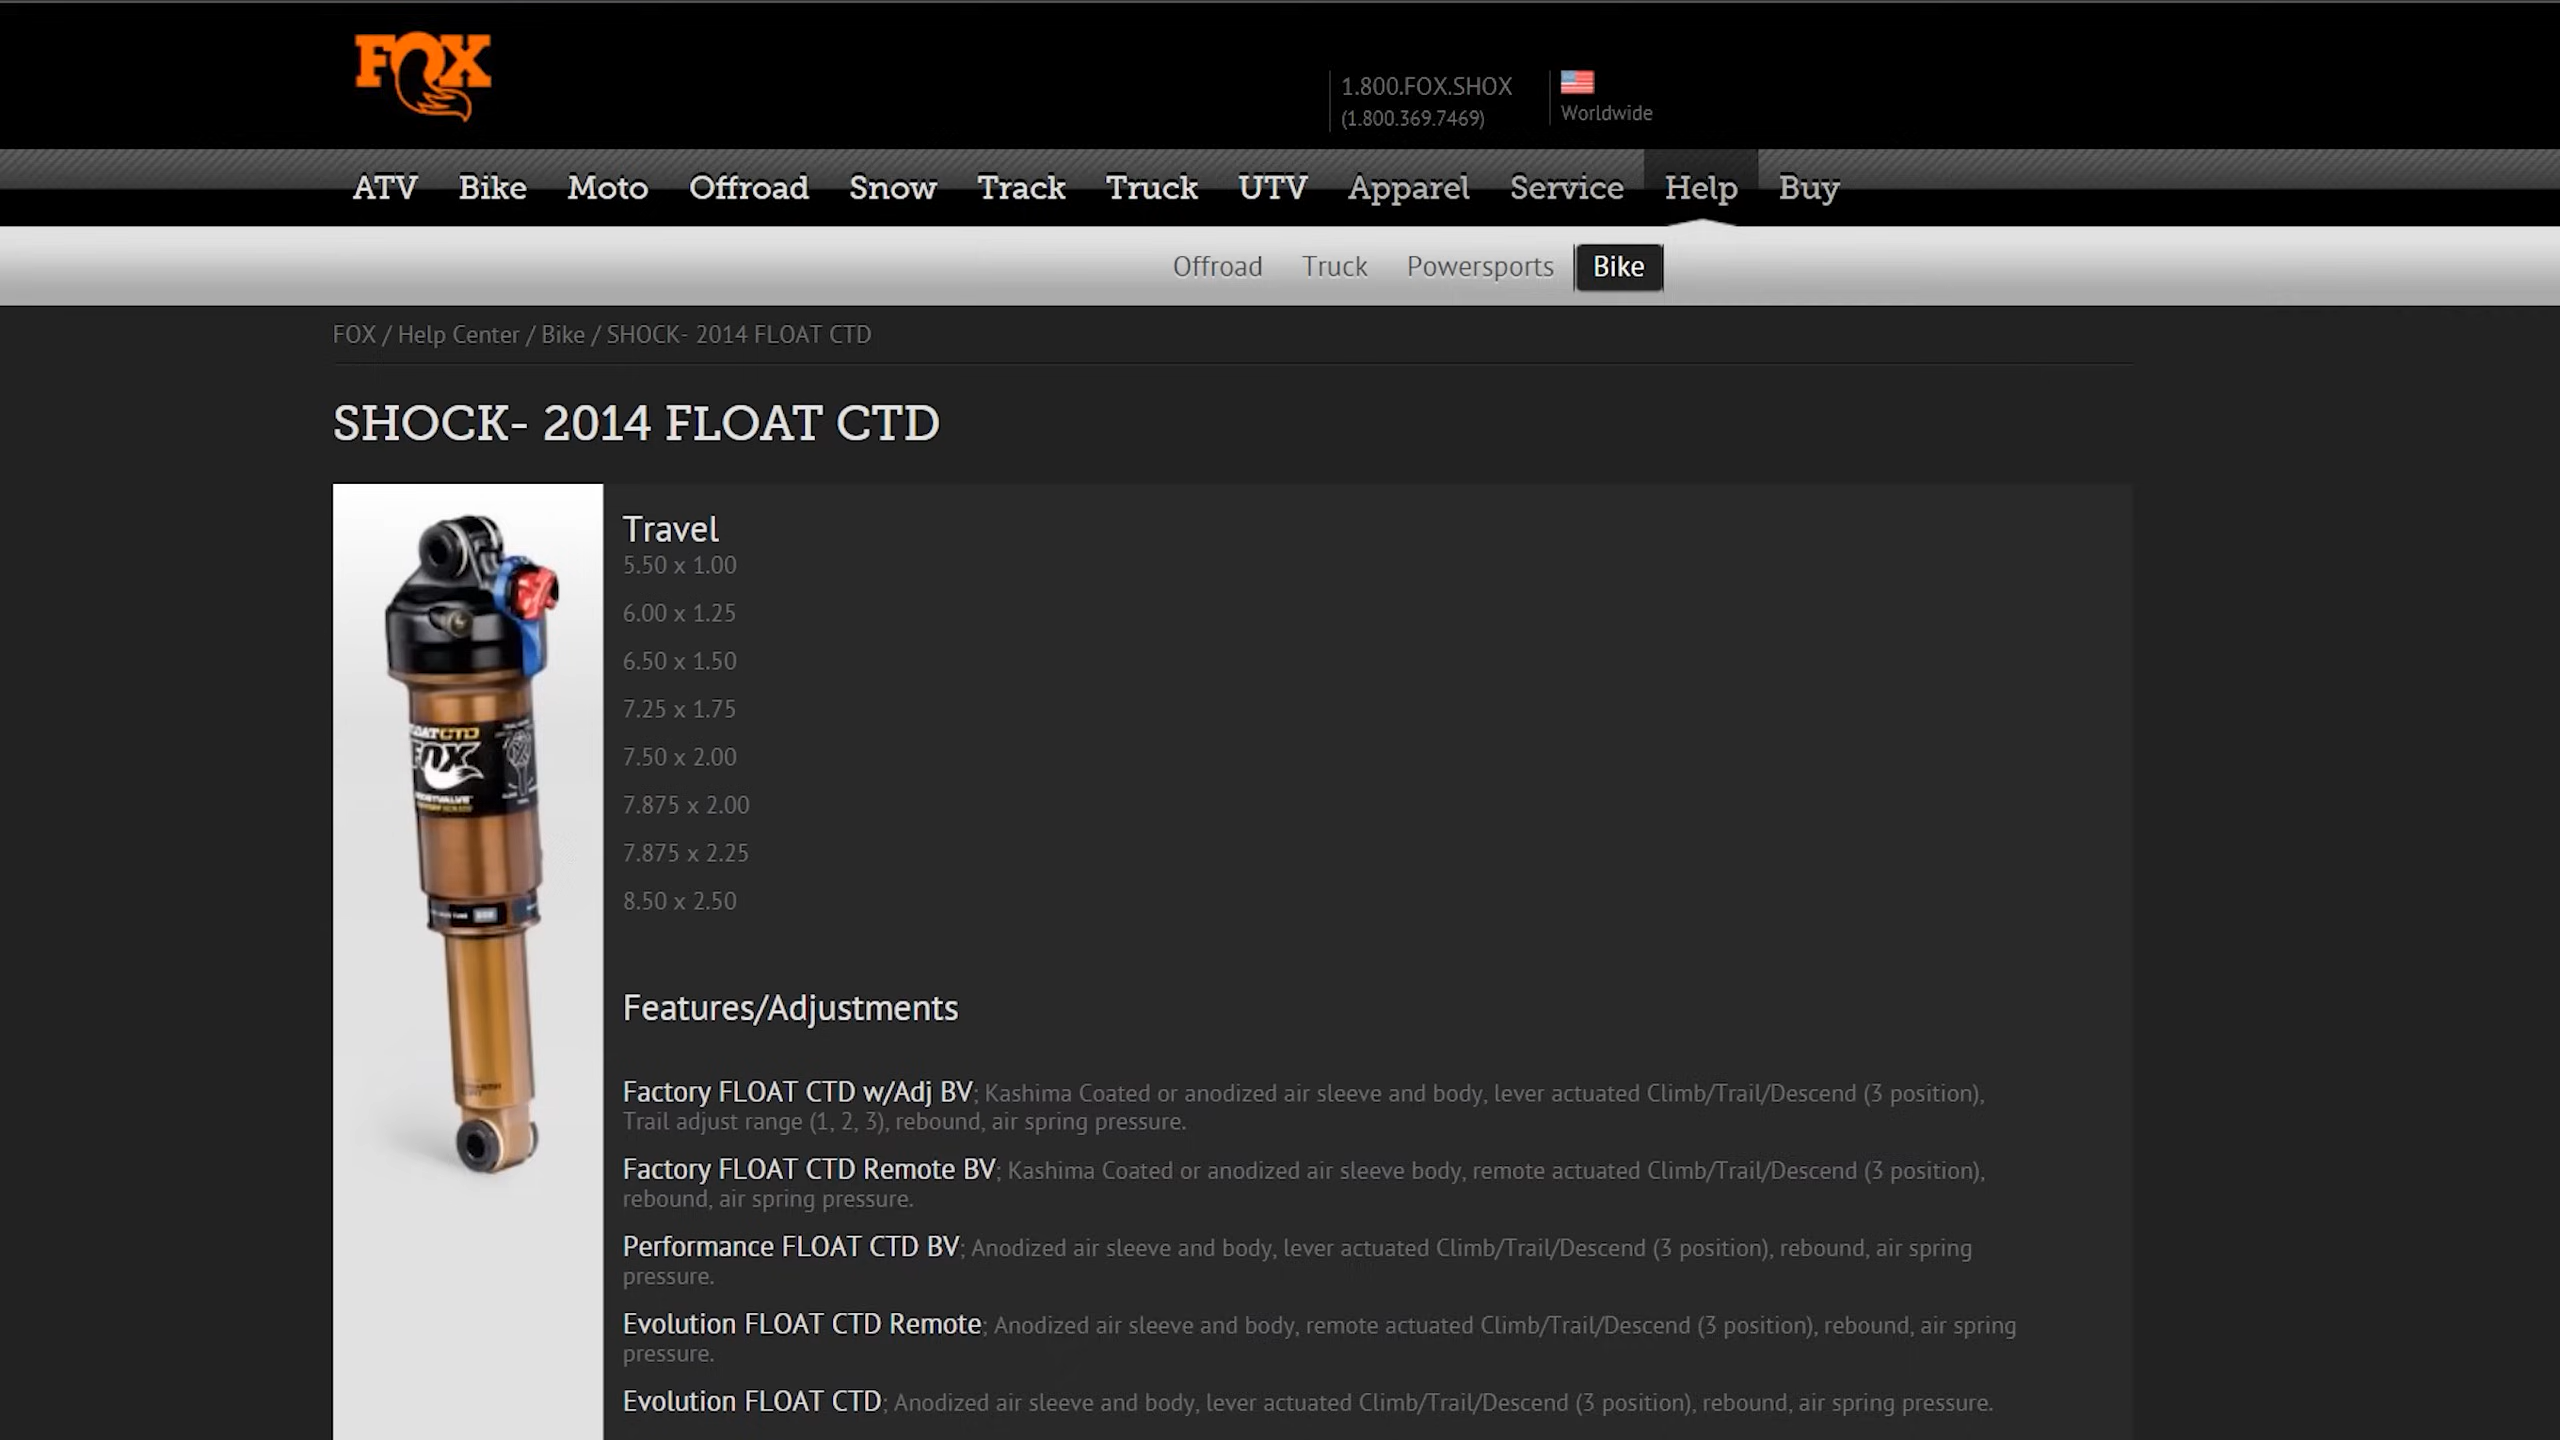 FOX
1.800.FOX.SHOX
(1.800.369.7469)
Worldwide
ATV Bike Moto Offroad Snow Track Truck UTV Apparel Service Help Buy
Offroad Truck Powersports Bike
FOX / Help Center / Bike / SHOCK- 2014 FLOAT CTD
SHOCK- 2014 FLOAT CTD
Travel
5.50 x 1.00
6.00 x 1.25
6.50 x 1.50
7.25 x 1.75
7.50 x 2.00
7.875 x 2.00
7.875 x 2.25
8.50 x 2.50
FOX
Features/Adjustments
Factory FLOAT CTD w/Adj BV; Kashima Coated or anodized air sleeve and body, lever actuated Climb/Trail/Descend (3 position),
Trail adjust range (1, 2, 3), rebound, air spring pressure.
Factory FLOAT CTD Remote BV; Kashima Coated or anodized air sleeve body, remote actuated Climb/Trail/Descend (3 position),
rebound, air spring pressure.
Performance FLOAT CTD BV; Anodized air sleeve and body, lever actuated Climb/Trail/Descend (3 position), rebound, air spring
pressure.
Evolution FLOAT CTD Remote; Anodized air sleeve and body, remote actuated Climb/Trail/Descend (3 position), rebound, air spring
pressure.
Evolution FLOAT CTD; Anodized air sleeve and body, lever actuated Climb/Trail/Descend (3 position), rebound, air spring pressure.